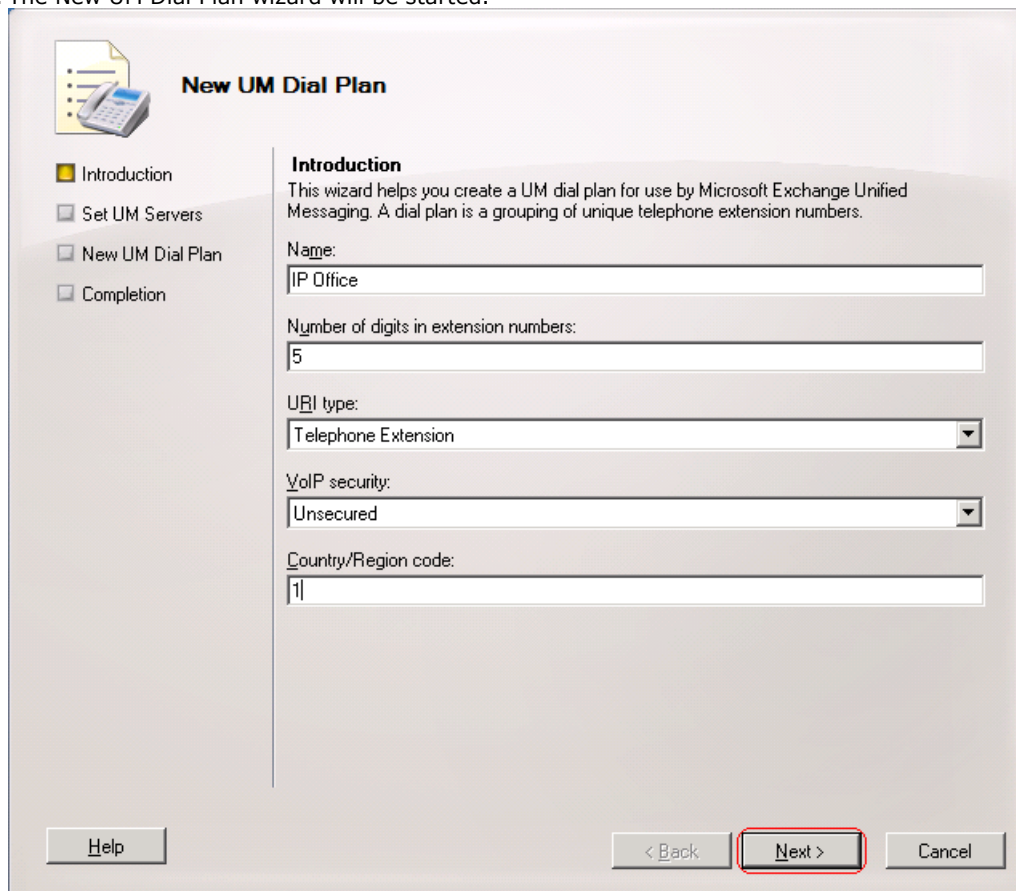 The New UM Dial Plan wizard will be started.
New UM Dial Plan
Introduction
Set UM Servers
New UM Dial Plan
Completion
Introduction
This wizard helps you create a UM dial plan for use by Microsoft Exchange Unified
Messaging. A dial plan is a grouping of unique telephone extension numbers.
Name:
IP Office
Number of digits in extension numbers:
5
URI type:
Telephone Extension
VoIP security:
Unsecured
Country/Region code:
1
Help
< Back
Next >
Cancel